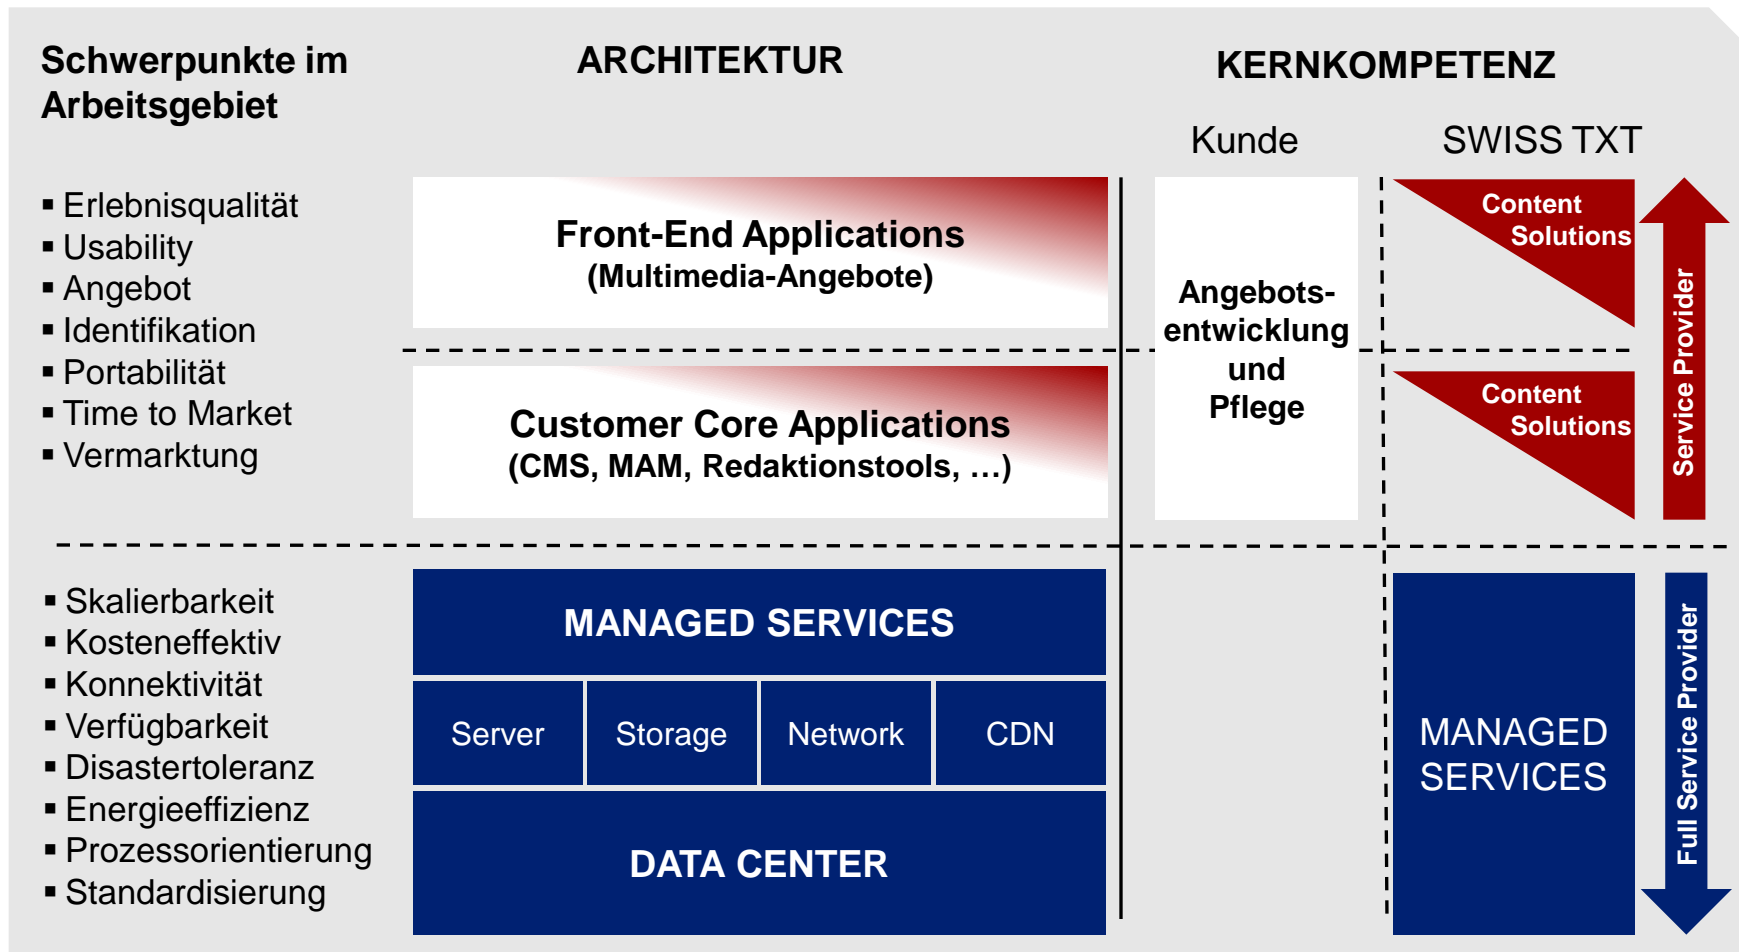 Schwerpunkte im
Arbeitsgebiet
ARCHITEKTUR
KERNKOMPETENZ
Kunde
SWISS TXT
▪ Erlebnisqualität
▪ Usability
▪ Angebot
▪ Identifikation
▪ Portabilität
▪ Time to Market
▪ Vermarktung
Front-End Applications
(Multimedia-Angebote)
Customer Core Applications
(CMS, MAM, Redaktionstools, …)
Angebots-
entwicklung
und
Pflege
Content
Solutions
Content
Solutions
Service Provider
▪ Skalierbarkeit
▪ Kosteneffektiv
▪ Konnektivität
▪ Verfügbarkeit
▪ Disastertoleranz
▪ Energieeffizienz
▪ Prozessorientierung
▪ Standardisierung
MANAGED SERVICES
Server
Storage
Network
CDN
DATA CENTER
MANAGED
SERVICES
Full Service Provider